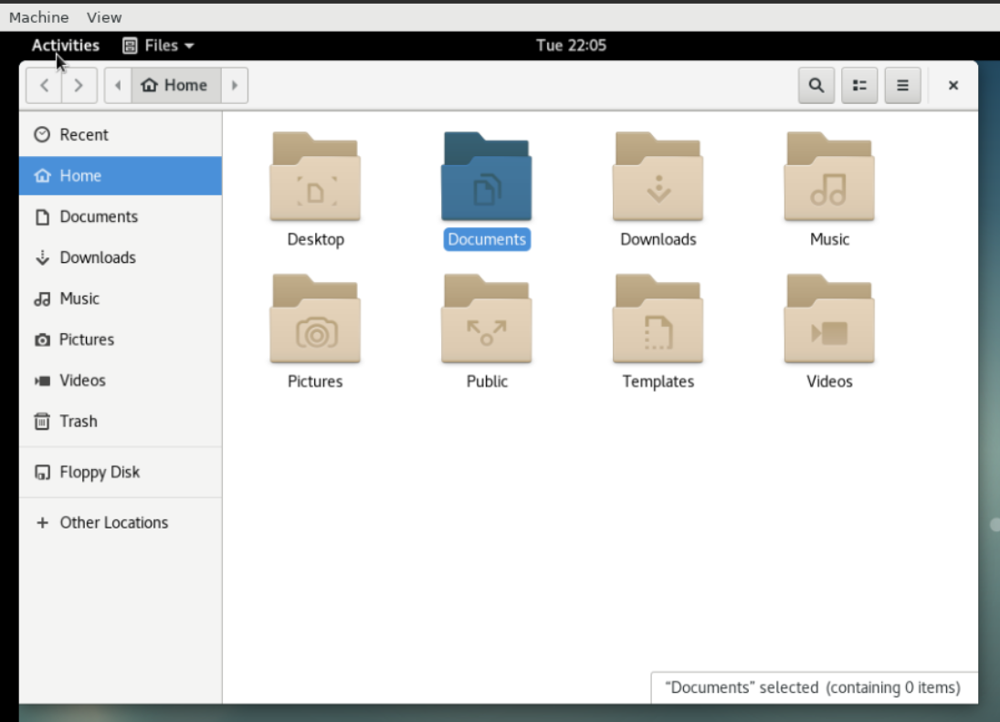 Machine View
Activities Files Tue 22:05
Home
Recent
Home
Documents
Downloads
Music
Pictures
Videos
Trash
Floppy Disk
Other Locations
Desktop Documents Downloads Music
Pictures Public Templates Videos
“Documents” selected (containing 0 items)